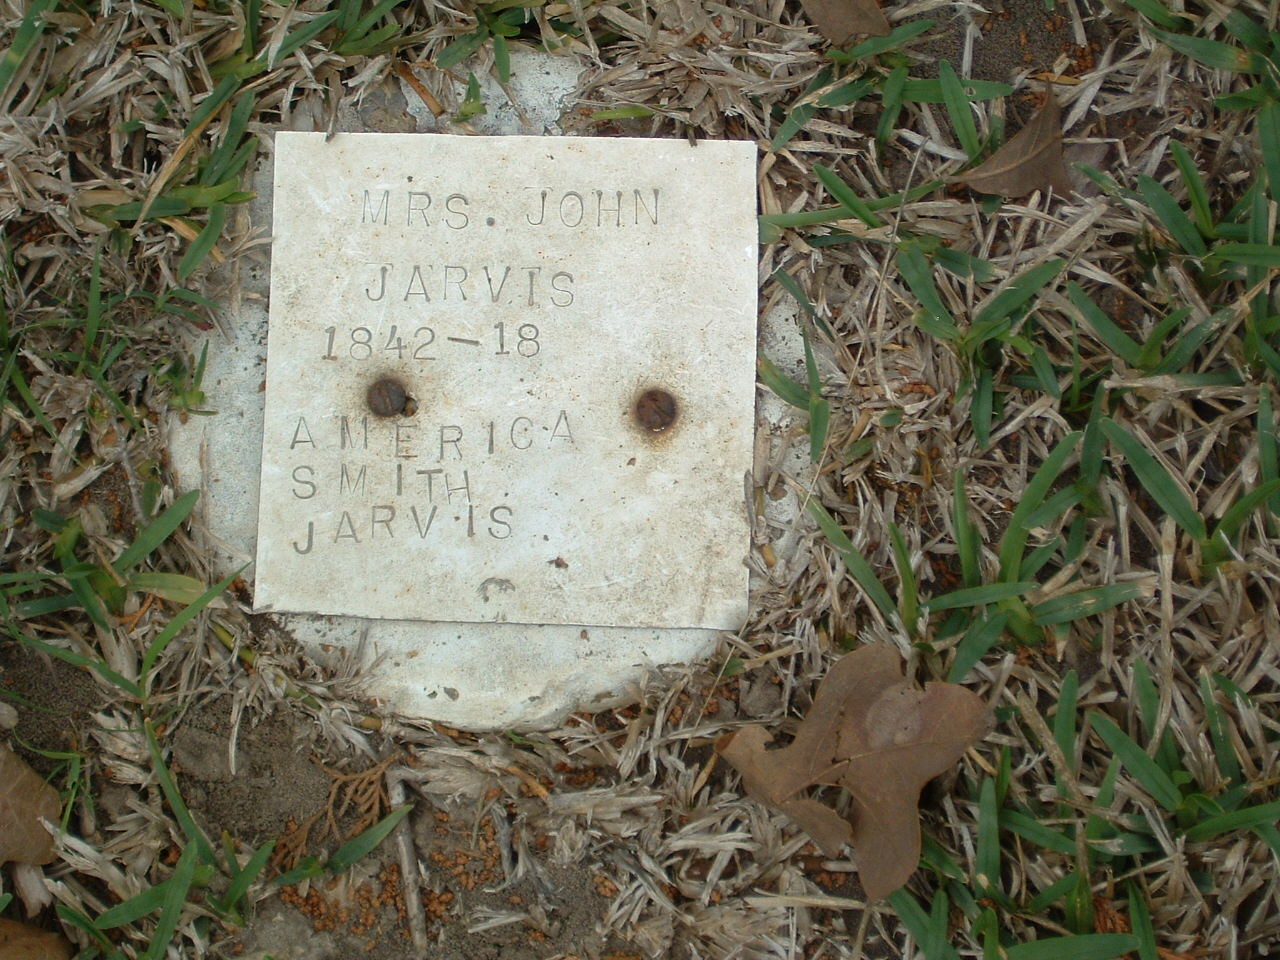 MRS. JOHN
JARVIS
1842–18
AMERICA
SMITH
JARVIS